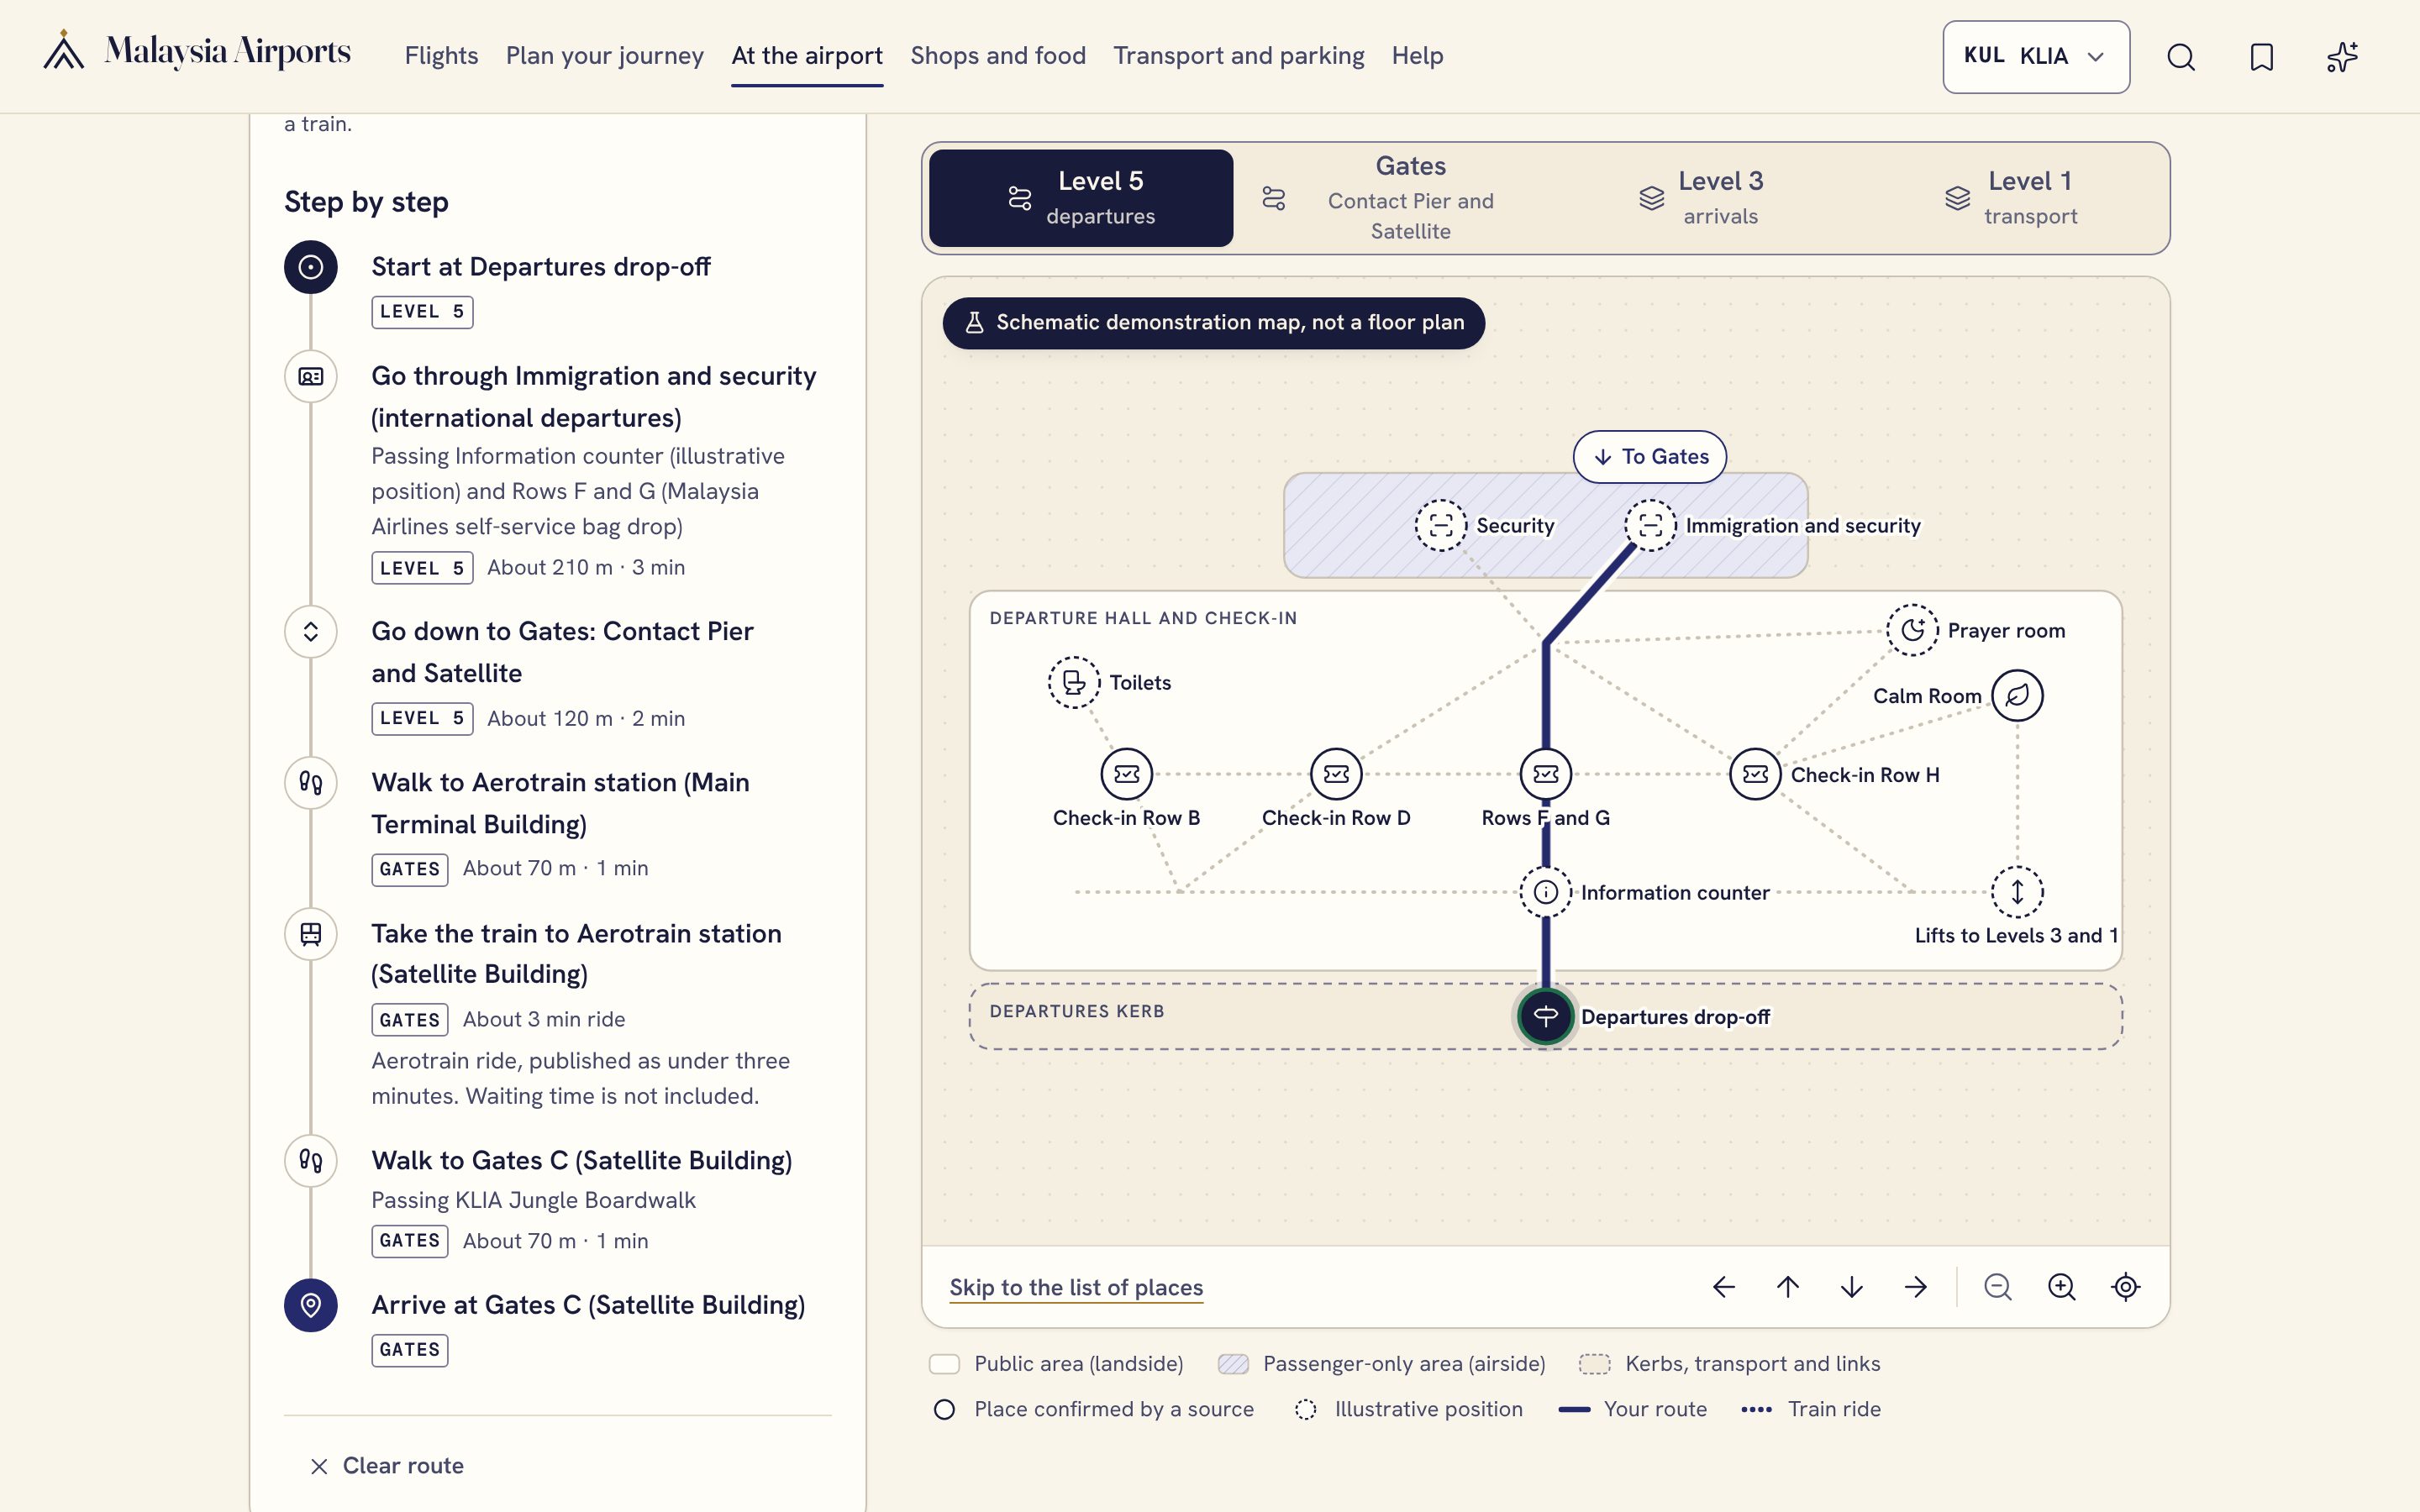 Malaysia Airports
Flights
Plan your journey
At the airport
Shops and food
Transport and parking
Help
KUL KLIA
a train.
Step by step
Start at Departures drop-off
LEVEL 5
Go through Immigration and security
(international departures)
Passing Information counter (illustrative
position) and Rows F and G (Malaysia
Airlines self-service bag drop)
LEVEL 5 About 210 m · 3 min
Go down to Gates: Contact Pier
and Satellite
LEVEL 5 About 120 m · 2 min
Walk to Aerotrain station (Main
Terminal Building)
GATES About 70 m · 1 min
Take the train to Aerotrain station
(Satellite Building)
GATES About 3 min ride
Aerotrain ride, published as under three
minutes. Waiting time is not included.
Walk to Gates C (Satellite Building)
Passing KLIA Jungle Boardwalk
GATES About 70 m · 1 min
Arrive at Gates C (Satellite Building)
GATES
Clear route
Level 5
departures
Gates
Contact Pier and
Satellite
Level 3
arrivals
Level 1
transport
Schematic demonstration map, not a floor plan
To Gates
Security
Immigration and security
DEPARTURE HALL AND CHECK-IN
Prayer room
Toilets
Calm Room
Check-in Row B
Check-in Row D
Rows F and G
Check-in Row H
Information counter
Lifts to Levels 3 and 1
DEPARTURES KERB
Departures drop-off
Skip to the list of places
Public area (landside)
Passenger-only area (airside)
Kerbs, transport and links
Place confirmed by a source
Illustrative position
Your route
Train ride